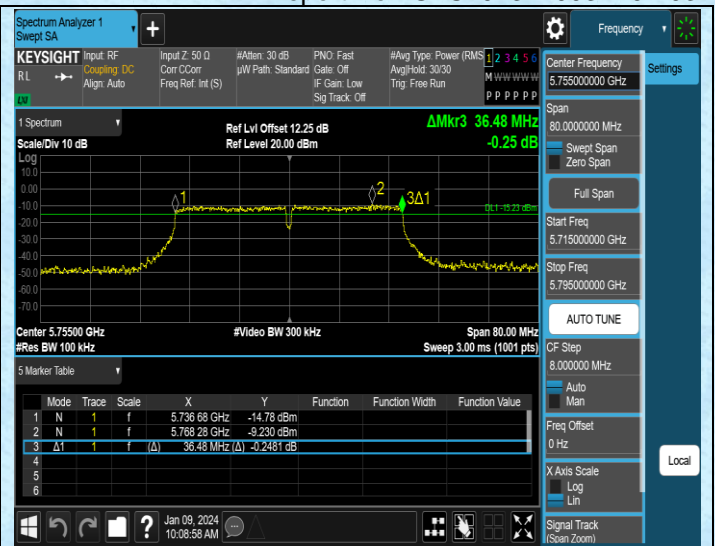 Spectrum Analyzer 1
Swept SA
+
Frequency
KEYSIGHT
RL
LXI
Input: RF
Coupling: DC
Align: Auto
Input Z: 50 Ω
Corr CCorr
Freq Ref: Int (S)
#Atten: 30 dB
µW Path: Standard
PNO: Fast
Gate: Off
IF Gain: Low
Sig Track: Off
#Avg Type: Power (RMS
Avg|Hold: 30/30
Trig: Free Run
1 2 3 4 5 6
M W W W W W
P P P P P P
1 Spectrum
Scale/Div 10 dB
Ref Lvl Offset 12.25 dB
Ref Level 20.00 dBm
ΔMkr3 36.48 MHz
-0.25 dB
Log
10.0
0.00
-10.0
-20.0
-30.0
-40.0
-50.0
-60.0
-70.0
1
2
3Δ1
DL1 -15.23 dBm
Center 5.75500 GHz
#Res BW 100 kHz
#Video BW 300 kHz
Span 80.00 MHz
Sweep 3.00 ms (1001 pts)
5 Marker Table
Mode Trace Scale X Y Function Function Width Function Value
1 N 1 f 5.736 68 GHz -14.78 dBm
2 N 1 f 5.768 28 GHz -9.230 dBm
3 Δ1 1 f (Δ) 36.48 MHz (Δ) -0.2481 dB
4
5
6
?
Jan 09, 2024
10:08:58 AM
Center Frequency
5.755000000 GHz
Span
80.0000000 MHz
Swept Span
Zero Span
Full Span
Start Freq
5.715000000 GHz
Stop Freq
5.795000000 GHz
AUTO TUNE
CF Step
8.000000 MHz
Auto
Man
Freq Offset
0 Hz
X Axis Scale
Log
Lin
Signal Track
(Span Zoom)
Settings
Local